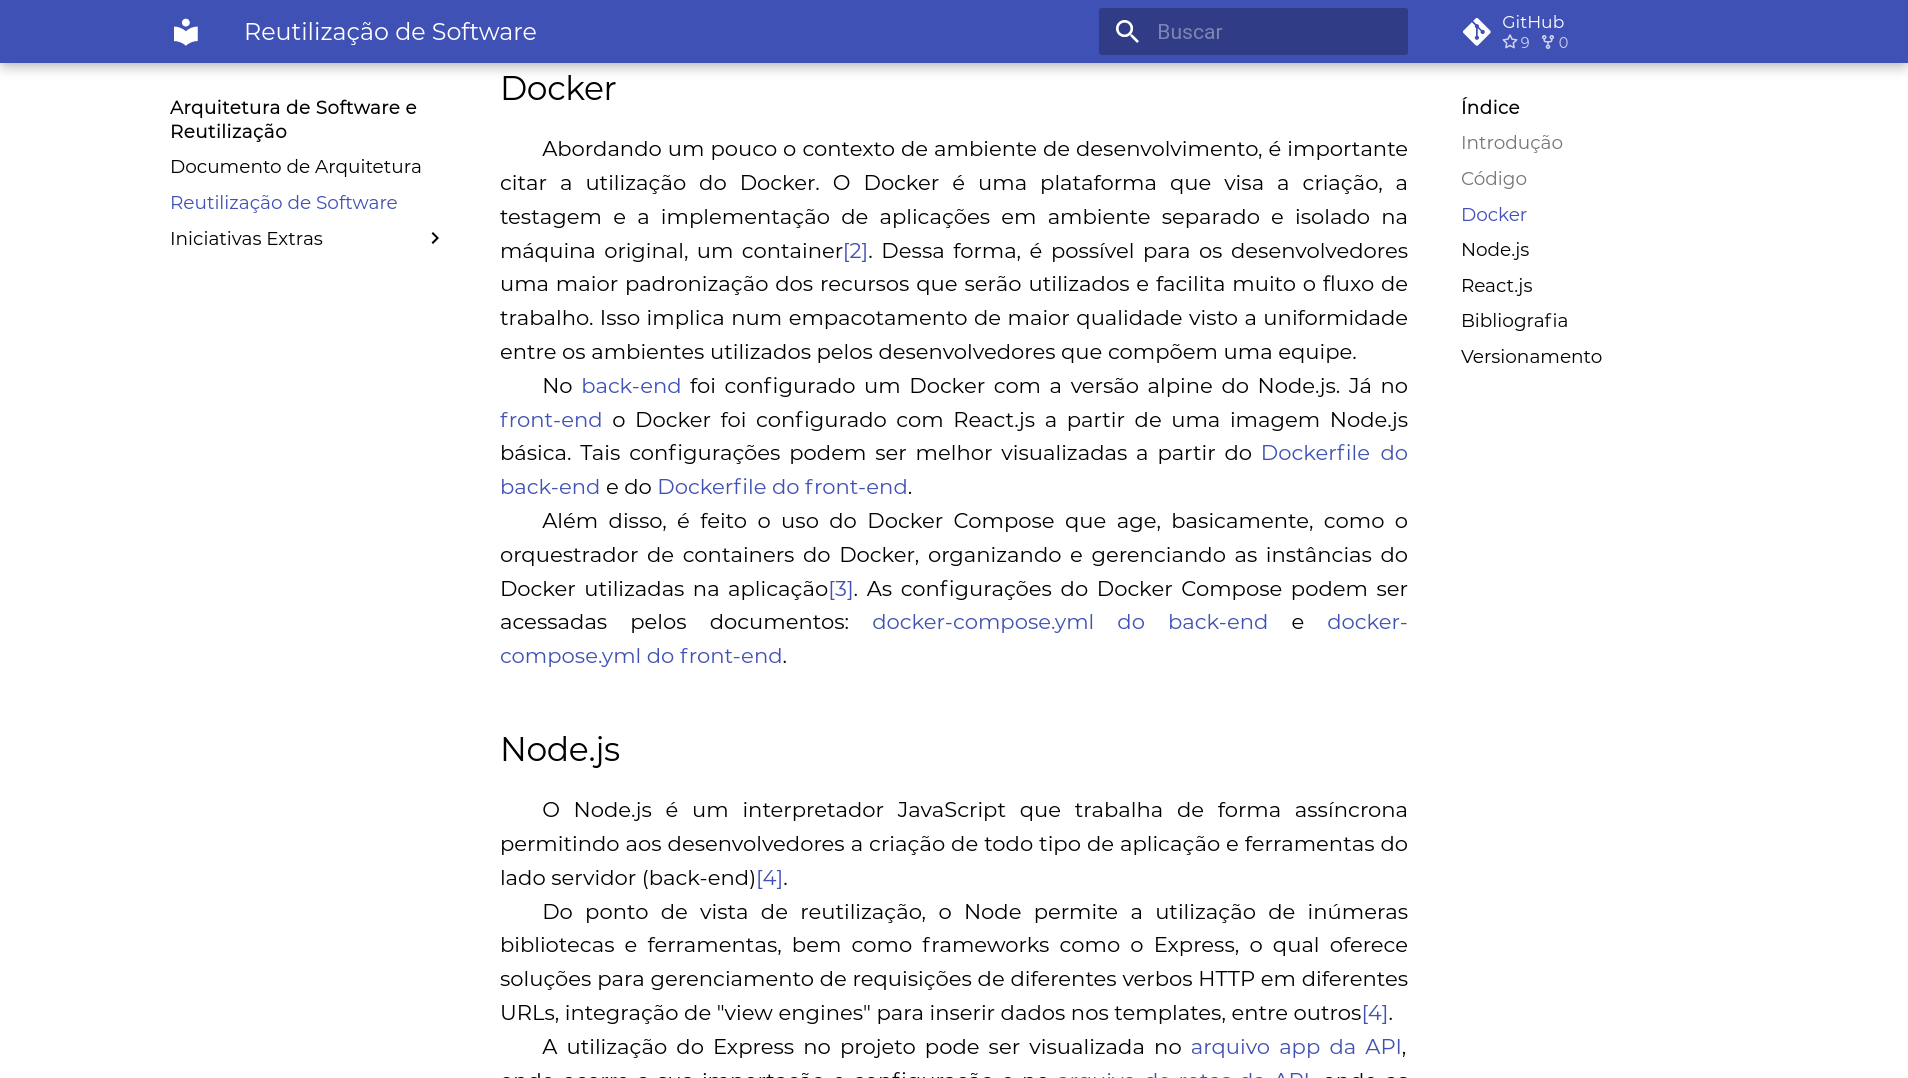 Reutilização de Software
Buscar
GitHub
9 0
Arquitetura de Software e
Reutilização
Documento de Arquitetura
Reutilização de Software
Iniciativas Extras
Docker
Abordando um pouco o contexto de ambiente de desenvolvimento, é importante
citar a utilização do Docker. O Docker é uma plataforma que visa a criação, a
testagem e a implementação de aplicações em ambiente separado e isolado na
máquina original, um container[2]. Dessa forma, é possível para os desenvolvedores
uma maior padronização dos recursos que serão utilizados e facilita muito o fluxo de
trabalho. Isso implica num empacotamento de maior qualidade visto a uniformidade
entre os ambientes utilizados pelos desenvolvedores que compõem uma equipe.
No back-end foi configurado um Docker com a versão alpine do Node.js. Já no
front-end o Docker foi configurado com React.js a partir de uma imagem Node.js
básica. Tais configurações podem ser melhor visualizadas a partir do Dockerfile do
back-end e do Dockerfile do front-end.
Além disso, é feito o uso do Docker Compose que age, basicamente, como o
orquestrador de containers do Docker, organizando e gerenciando as instâncias do
Docker utilizadas na aplicação[3]. As configurações do Docker Compose podem ser
acessadas pelos documentos: docker-compose.yml do back-end e docker-
compose.yml do front-end.
Node.js
O Node.js é um interpretador JavaScript que trabalha de forma assíncrona
permitindo aos desenvolvedores a criação de todo tipo de aplicação e ferramentas do
lado servidor (back-end)[4].
Do ponto de vista de reutilização, o Node permite a utilização de inúmeras
bibliotecas e ferramentas, bem como frameworks como o Express, o qual oferece
soluções para gerenciamento de requisições de diferentes verbos HTTP em diferentes
URLs, integração de "view engines" para inserir dados nos templates, entre outros[4].
A utilização do Express no projeto pode ser visualizada no arquivo app da API,
onde ocorre a sua importação e configuração e no arquivo de rotas da API, onde as
Índice
Introdução
Código
Docker
Node.js
React.js
Bibliografia
Versionamento